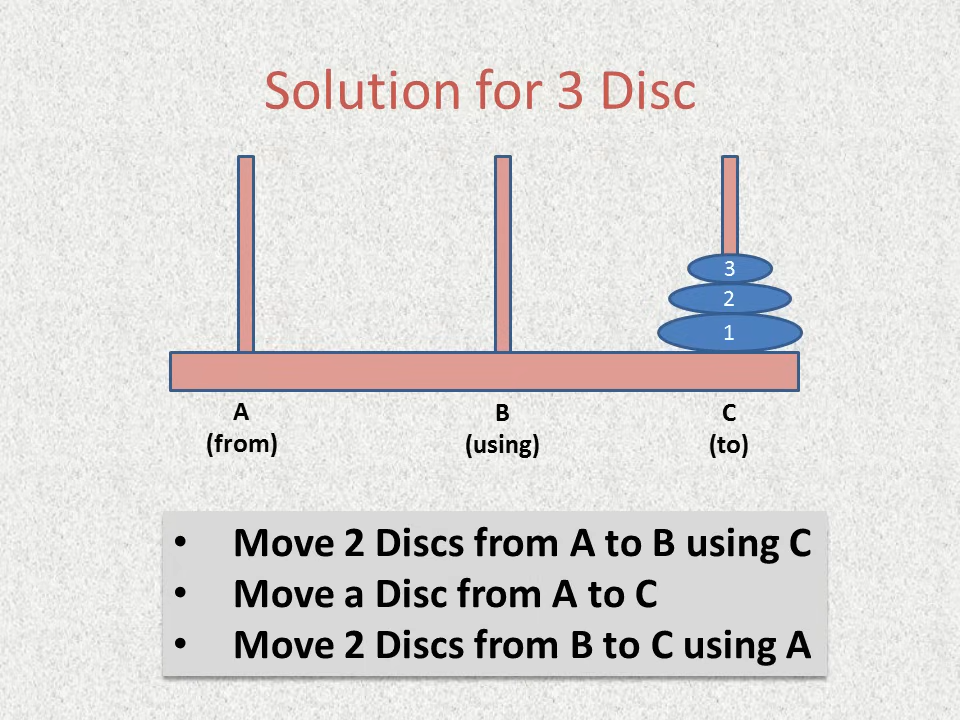 Solution for 3 Disc
3
2
1
A
(from)
B
(using)
C
(to)
• Move 2 Discs from A to B using C
• Move a Disc from A to C
• Move 2 Discs from B to C using A